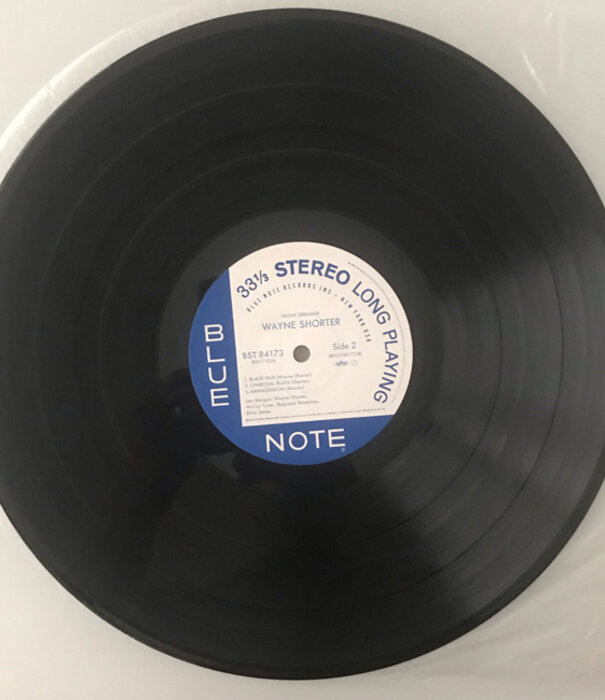 33⅓ STEREO LONG PLAYING
BLUE NOTE RECORDS INC • NEW YORK USA
NIGHT DREAMER
WAYNE SHORTER
BST 84173
Side 2
1. BLACK NILE (Wayne Shorter)
2. CHARCOAL BLUES (Shorter)
3. ARMAGEDDON (Shorter)
Lee Morgan, Wayne Shorter,
McCoy Tyner, Reginald Workman,
Elvin Jones.
BLUE
NOTE